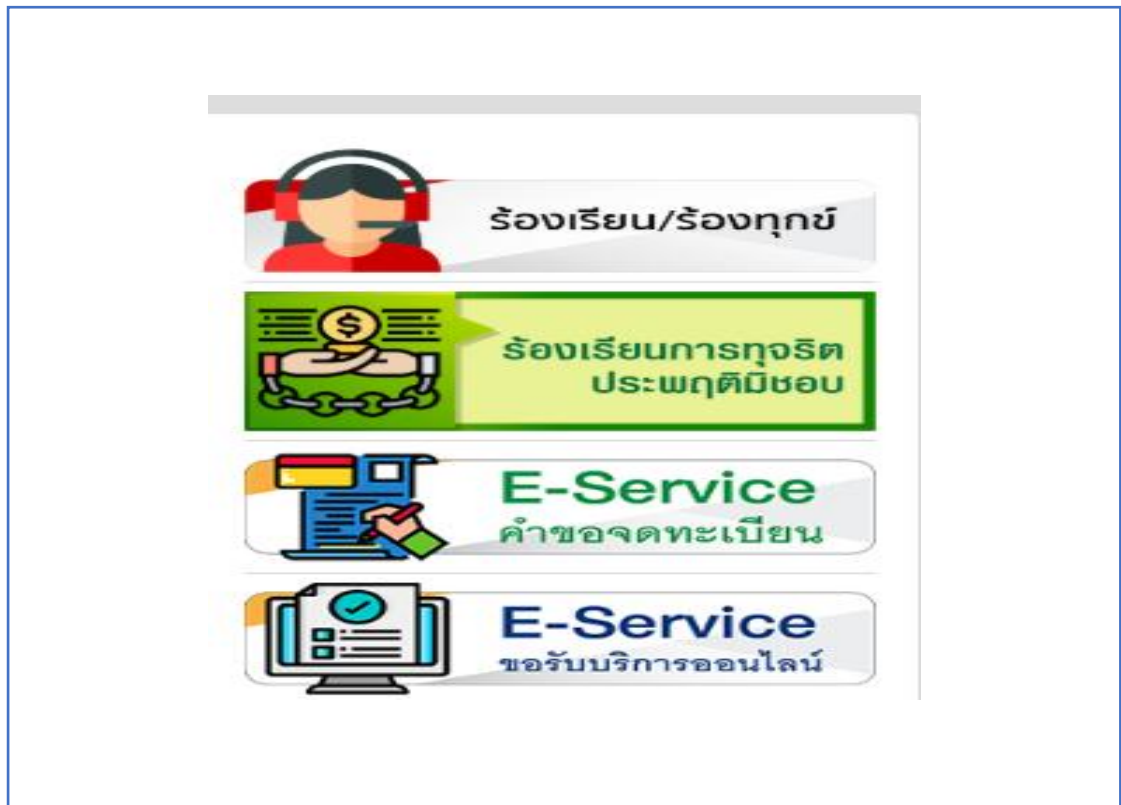 ร้องเรียน/ร้องทุกข์
ร้องเรียนการทุจริต
ประพฤติมิชอบ
E-Service
คำขอจดทะเบียน
E-Service
ขอรับบริการออนไลน์